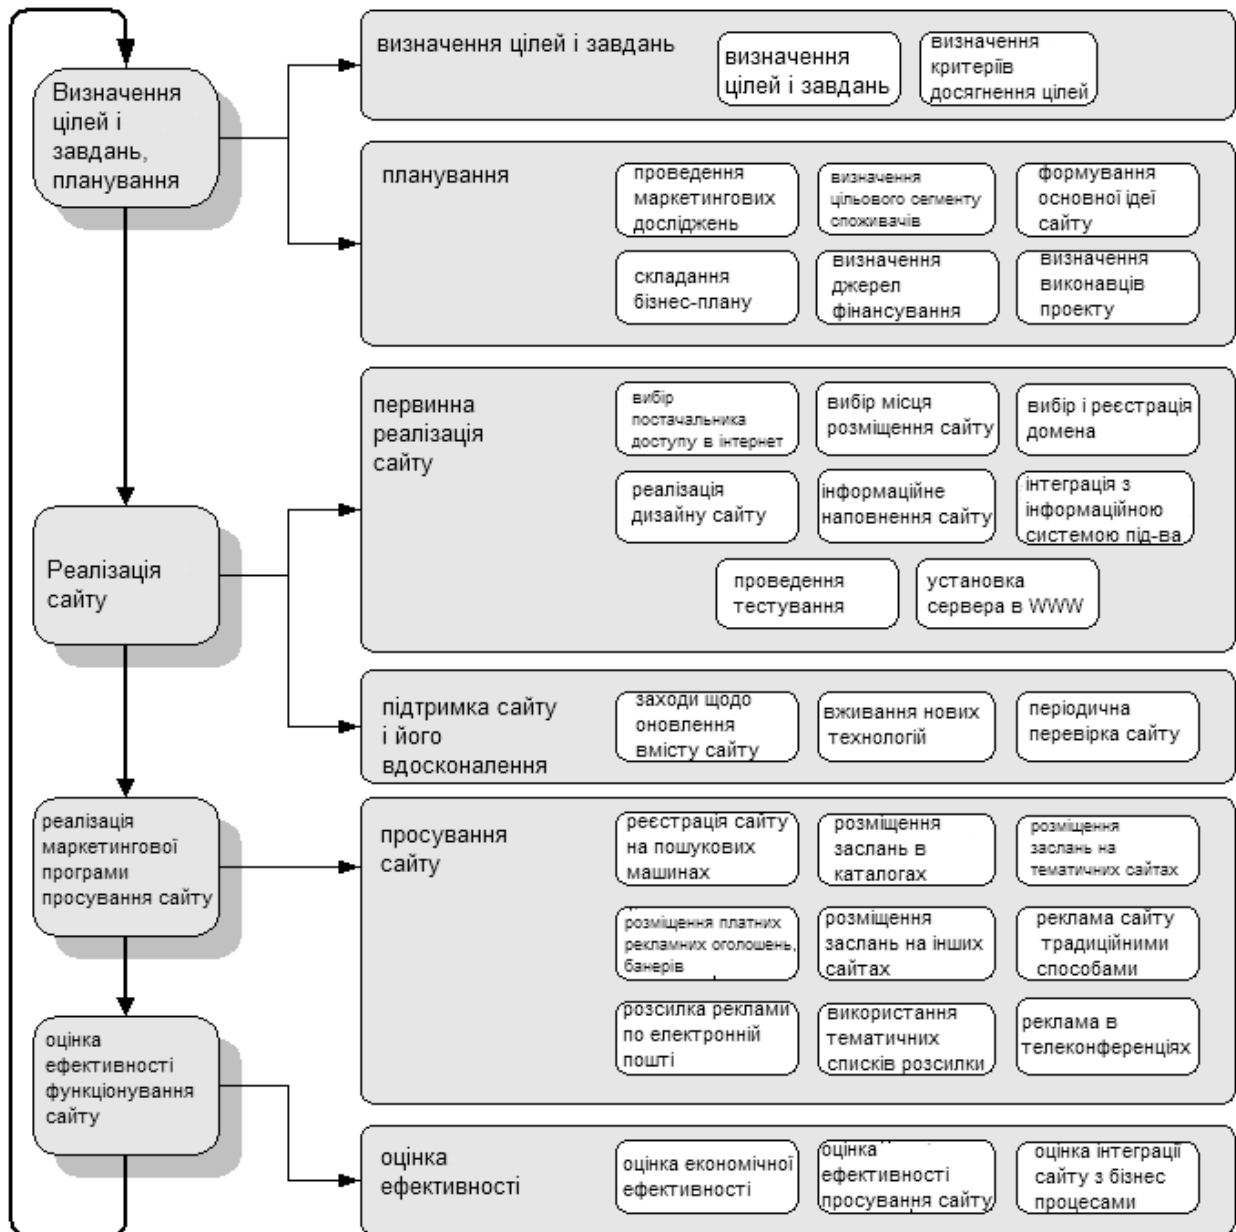 Визначення
цілей і
завдань,
планування
визначення цілей і завдань
визначення
цілей і завдань
визначення
критеріїв
досягнення цілей
планування
проведення
маркетингових
досліджень
визначення
цільового сегменту
споживачів
формування
основної ідеї
сайту
складання
бізнес-плану
визначення
джерел
фінансування
визначення
виконавців
проекту
Реалізація
сайту
первинна
реалізація
сайту
вибір
постачальника
доступу в інтернет
вибір місця
розміщення сайту
вибір і реєстрація
домена
реалізація
дизайну сайту
інформаційне
наповнення сайту
інтеграція з
інформаційною
системою під-ва
проведення
тестування
установка
сервера в WWW
підтримка сайту
і його
вдосконалення
заходи щодо
оновлення
вмісту сайту
вживання нових
технологій
періодична
перевірка сайту
реалізація
маркетингової
програми
просування сайту
просування
сайту
реєстрація сайту
на пошукових
машинах
розміщення
заслань в
каталогах
розміщення
заслань на
тематичних сайтах
розміщення платних
рекламних оголошень,
банерів
розміщення
заслань на інших
сайтах
реклама сайту
традиційними
способами
розсилка реклами
по електронній
пошті
використання
тематичних
списків розсилки
реклама в
телеконференціях
оцінка
ефективності
функціонування
сайту
оцінка
ефективності
оцінка економічної
ефективності
оцінка
ефективності
просування сайту
оцінка інтеграції
сайту з бізнес
процесами